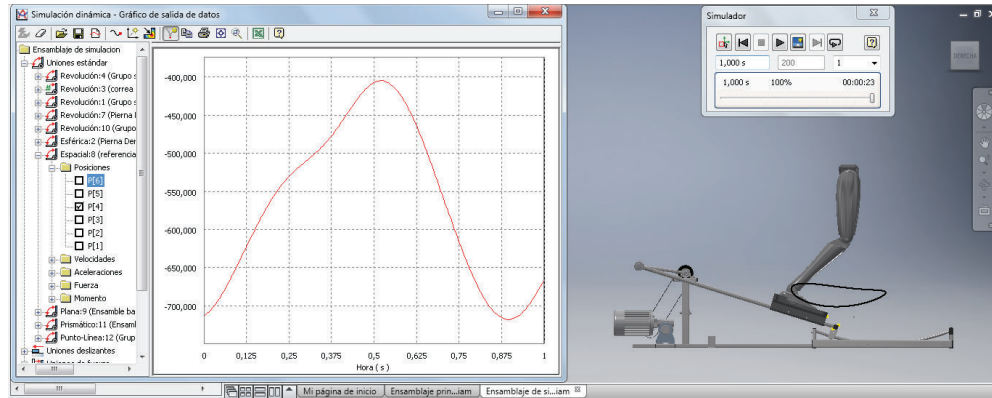 Simulación dinámica - Gráfico de salida de datos
Ensamblaje de simulacion
Uniones estándar
Revolución:4 (Grupo s
Revolución:3 (correa
Revolución:1 (Grupo s
Revolución:7 (Pierna I
Revolución:10 (Grupo
Esférica:2 (Pierna Der
Espacial:8 (referencia
Posiciones
P[6]
P[5]
P[4]
P[3]
P[2]
P[1]
Velocidades
Aceleraciones
Fuerza
Momento
Plana:9 (Ensamble ba
Prismático:11 (Ensaml
Punto-Línea:12 (Grup
Uniones deslizantes
-400,000
-450,000
-500,000
-550,000
-600,000
-650,000
-700,000
0 0,125 0,25 0,375 0,5 0,625 0,75 0,875 1
Hora ( s )
Simulador
1,000 s 200 1
1,000 s 100% 00:00:23
DERECHA
Mi página de inicio Ensamblaje prin...iam Ensamblaje de si...iam